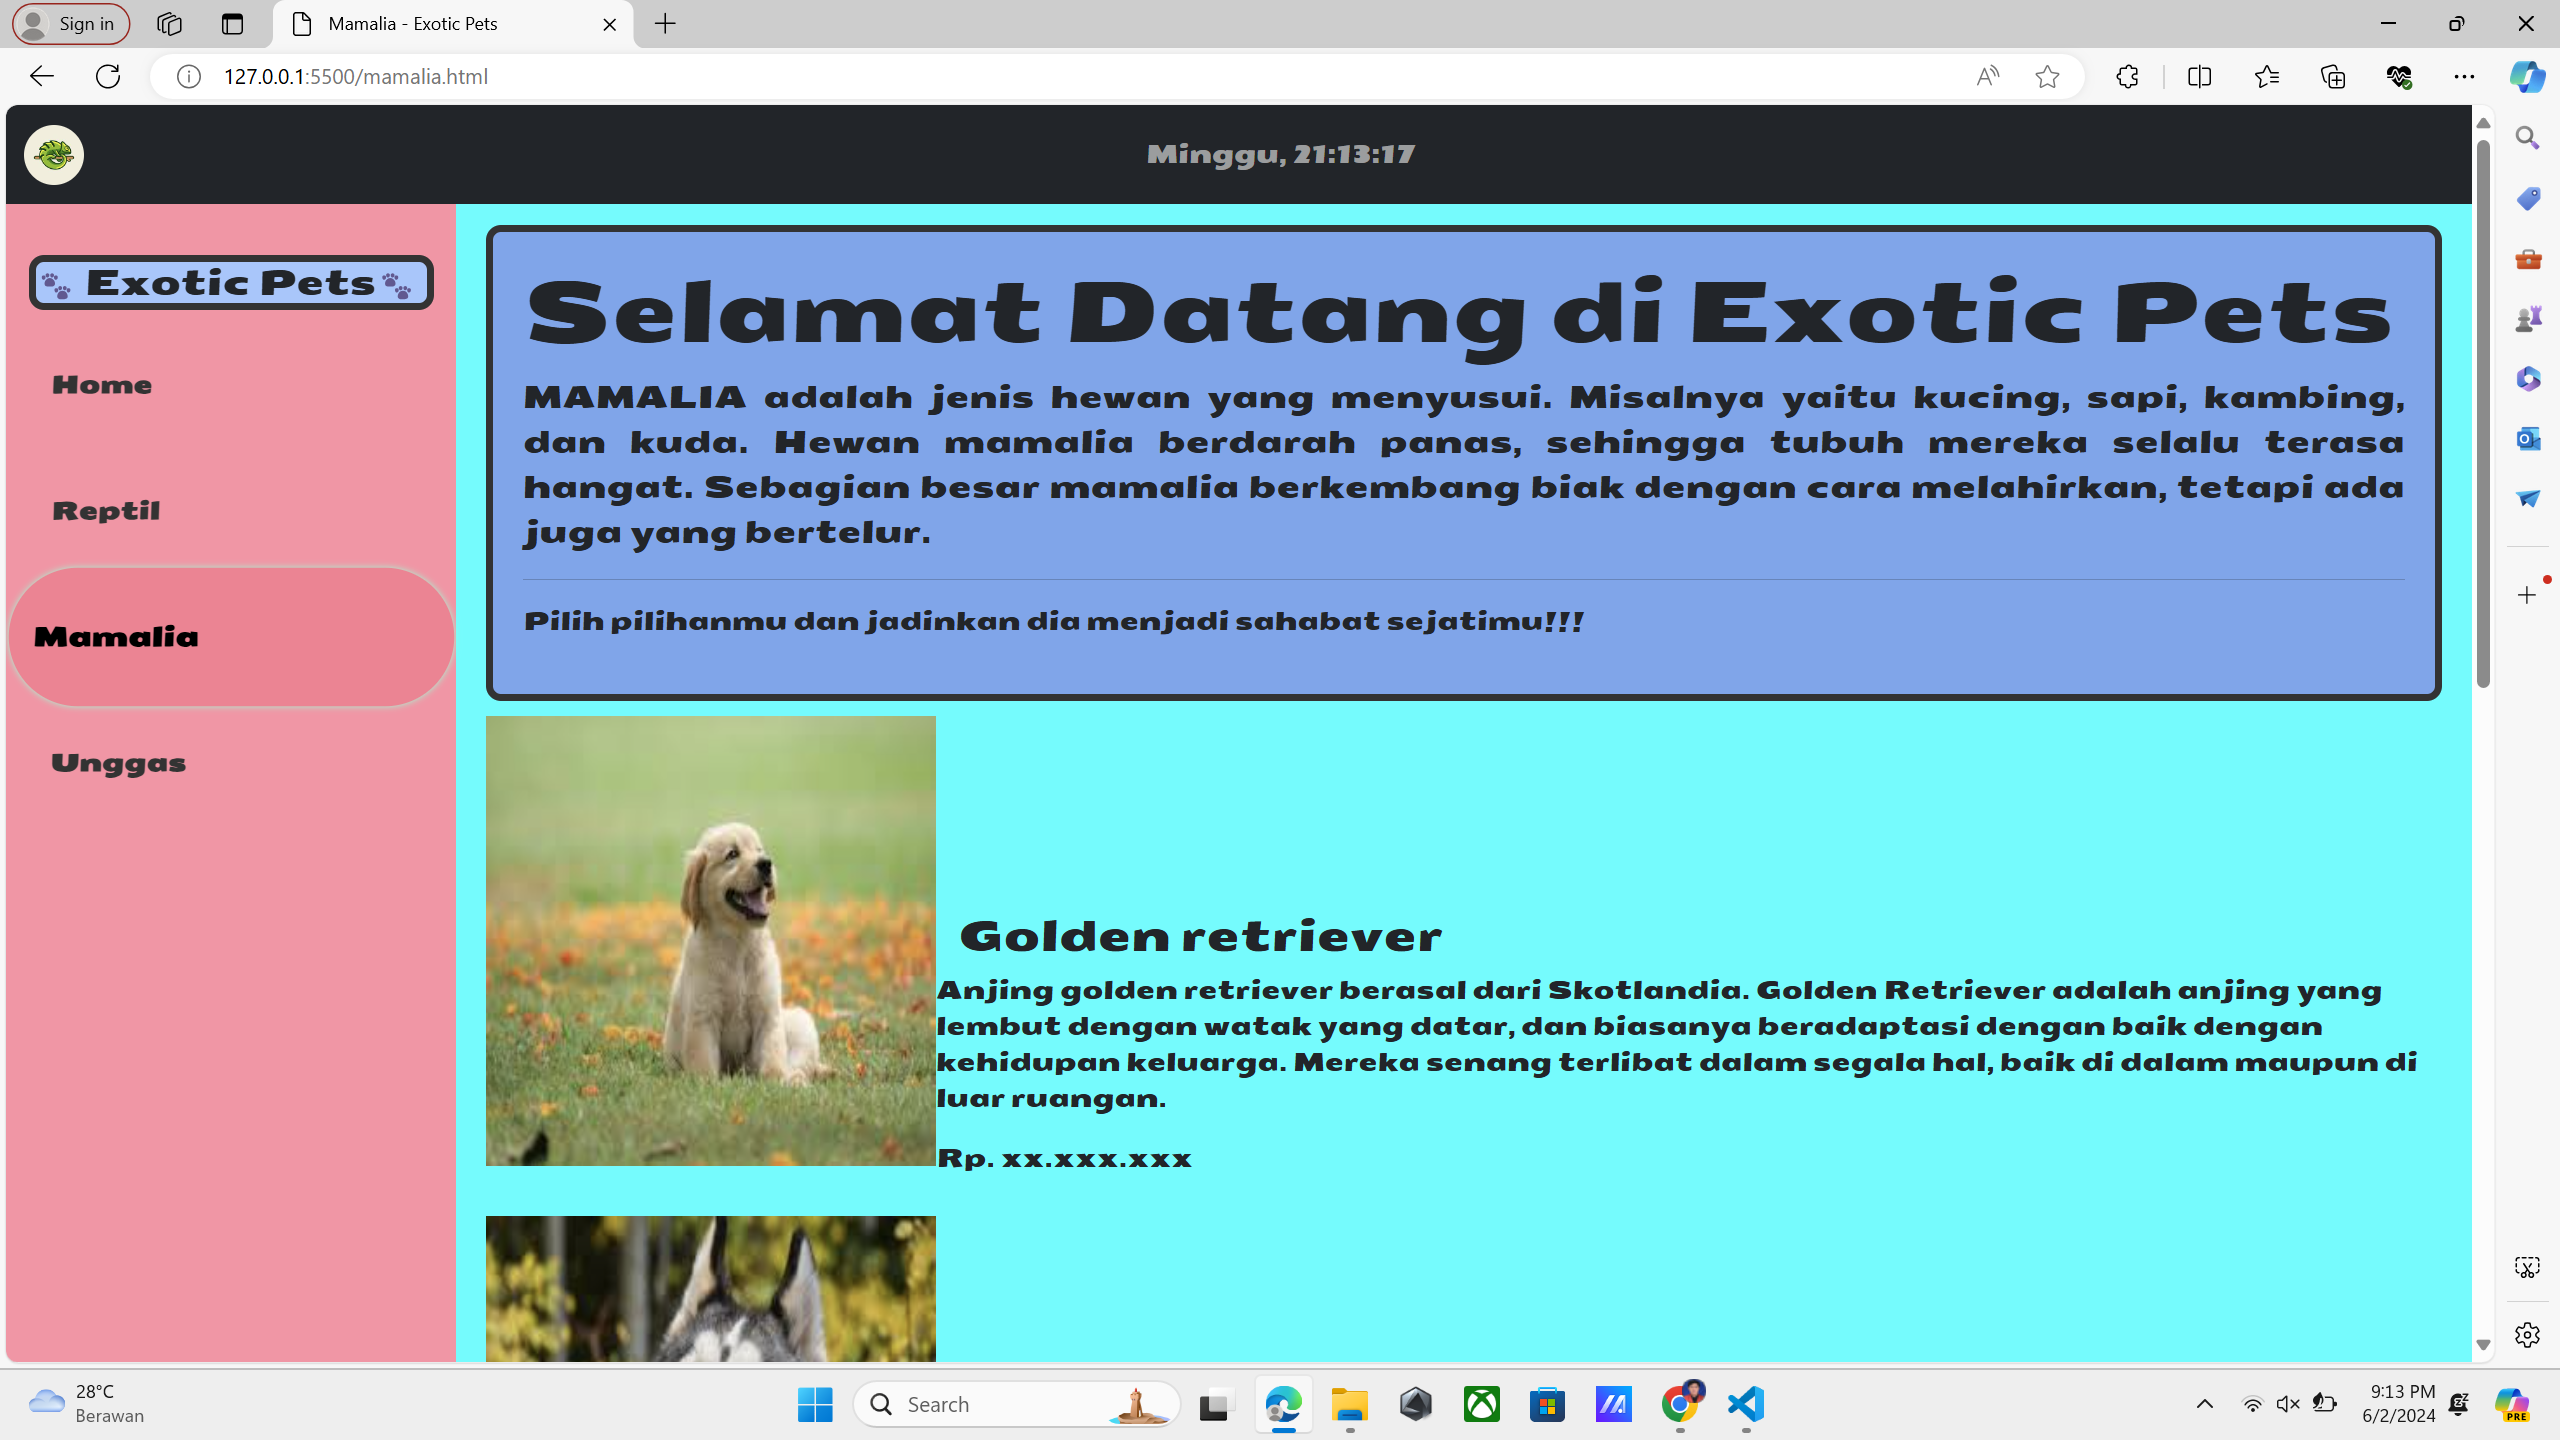 Sign in
Mamalia - Exotic Pets
127.0.0.1:5500/mamalia.html
Minggu, 21:13:17
Exotic Pets
Home
Reptil
Mamalia
Unggas
Selamat Datang di Exotic Pets
MAMALIA adalah jenis hewan yang menyusui. Misalnya yaitu kucing, sapi, kambing,
dan kuda. Hewan mamalia berdarah panas, sehingga tubuh mereka selalu terasa
hangat. Sebagian besar mamalia berkembang biak dengan cara melahirkan, tetapi ada
juga yang bertelur.
Pilih pilihanmu dan jadinkan dia menjadi sahabat sejatimu!!!
Golden retriever
Anjing golden retriever berasal dari Skotlandia. Golden Retriever adalah anjing yang
lembut dengan watak yang datar, dan biasanya beradaptasi dengan baik dengan
kehidupan keluarga. Mereka senang terlibat dalam segala hal, baik di dalam maupun di
luar ruangan.
Rp. xx.xxx.xxx
28°C
Berawan
Search
9:13 PM
6/2/2024
PRE